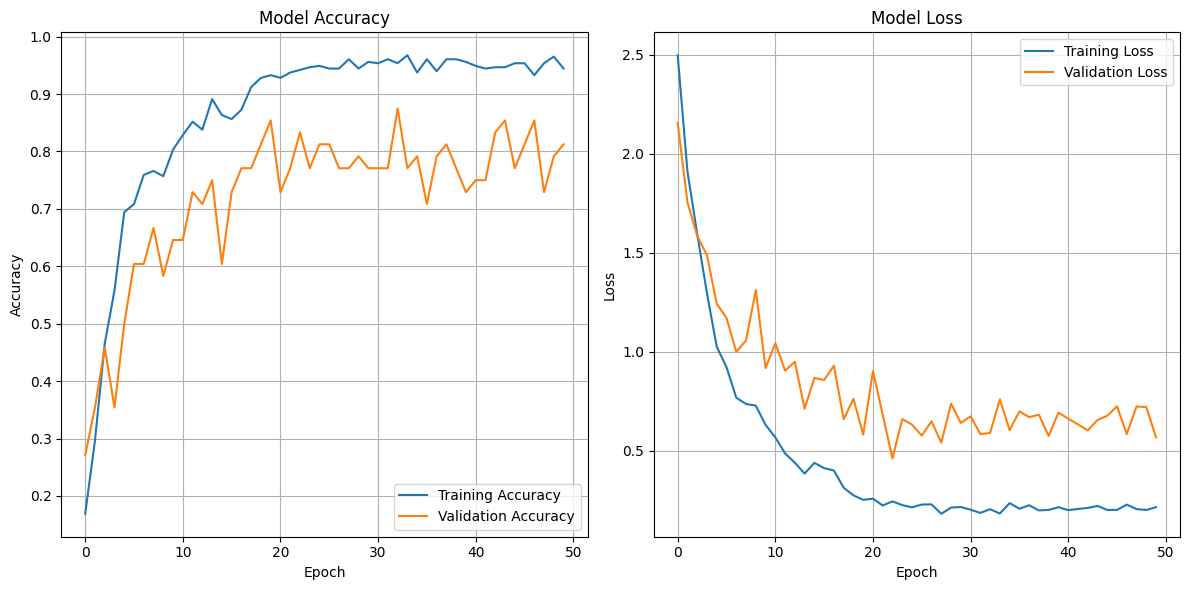 Model Accuracy
1.0
0.9
0.8
0.7
0.6
0.5
0.4
0.3
0.2
Accuracy
0
10
20
30
40
50
Epoch
Training Accuracy
Validation Accuracy
Model Loss
2.5
2.0
1.5
1.0
0.5
Loss
0
10
20
30
40
50
Epoch
Training Loss
Validation Loss